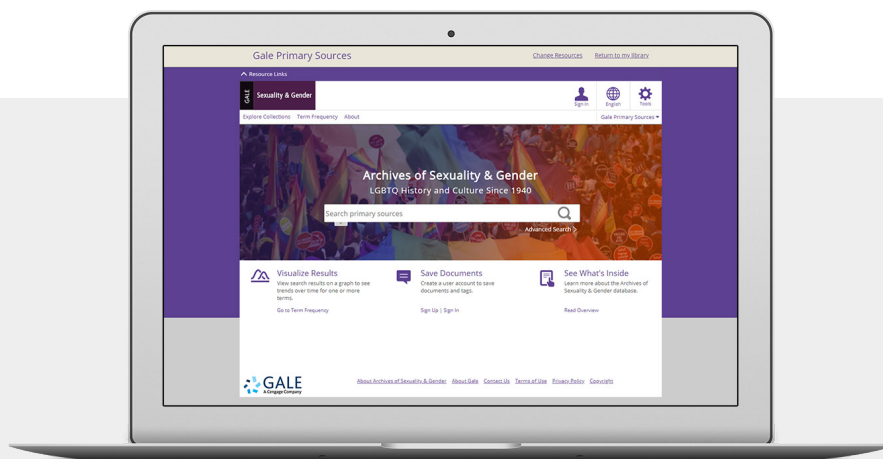 Gale Primary Sources
Change Resources
Return to my library
Resource Links
GALE
Sexuality & Gender
Sign in
English
Tools
Explore Collections
Term Frequency
About
Gale Primary Sources
Archives of Sexuality & Gender
LGBTQ History and Culture Since 1940
Search primary sources
Advanced Search >
Visualize Results
View search results on a graph to see
trends over time for one or more
terms.
Go to Term Frequency
Save Documents
Create a user account to save
documents and tags.
Sign Up | Sign In
See What's Inside
Learn more about the Archives of
Sexuality & Gender database.
Read Overview
GALE
A Cengage Company
About Archives of Sexuality & Gender
About Gale
Contact Us
Terms of Use
Privacy Policy
Copyright